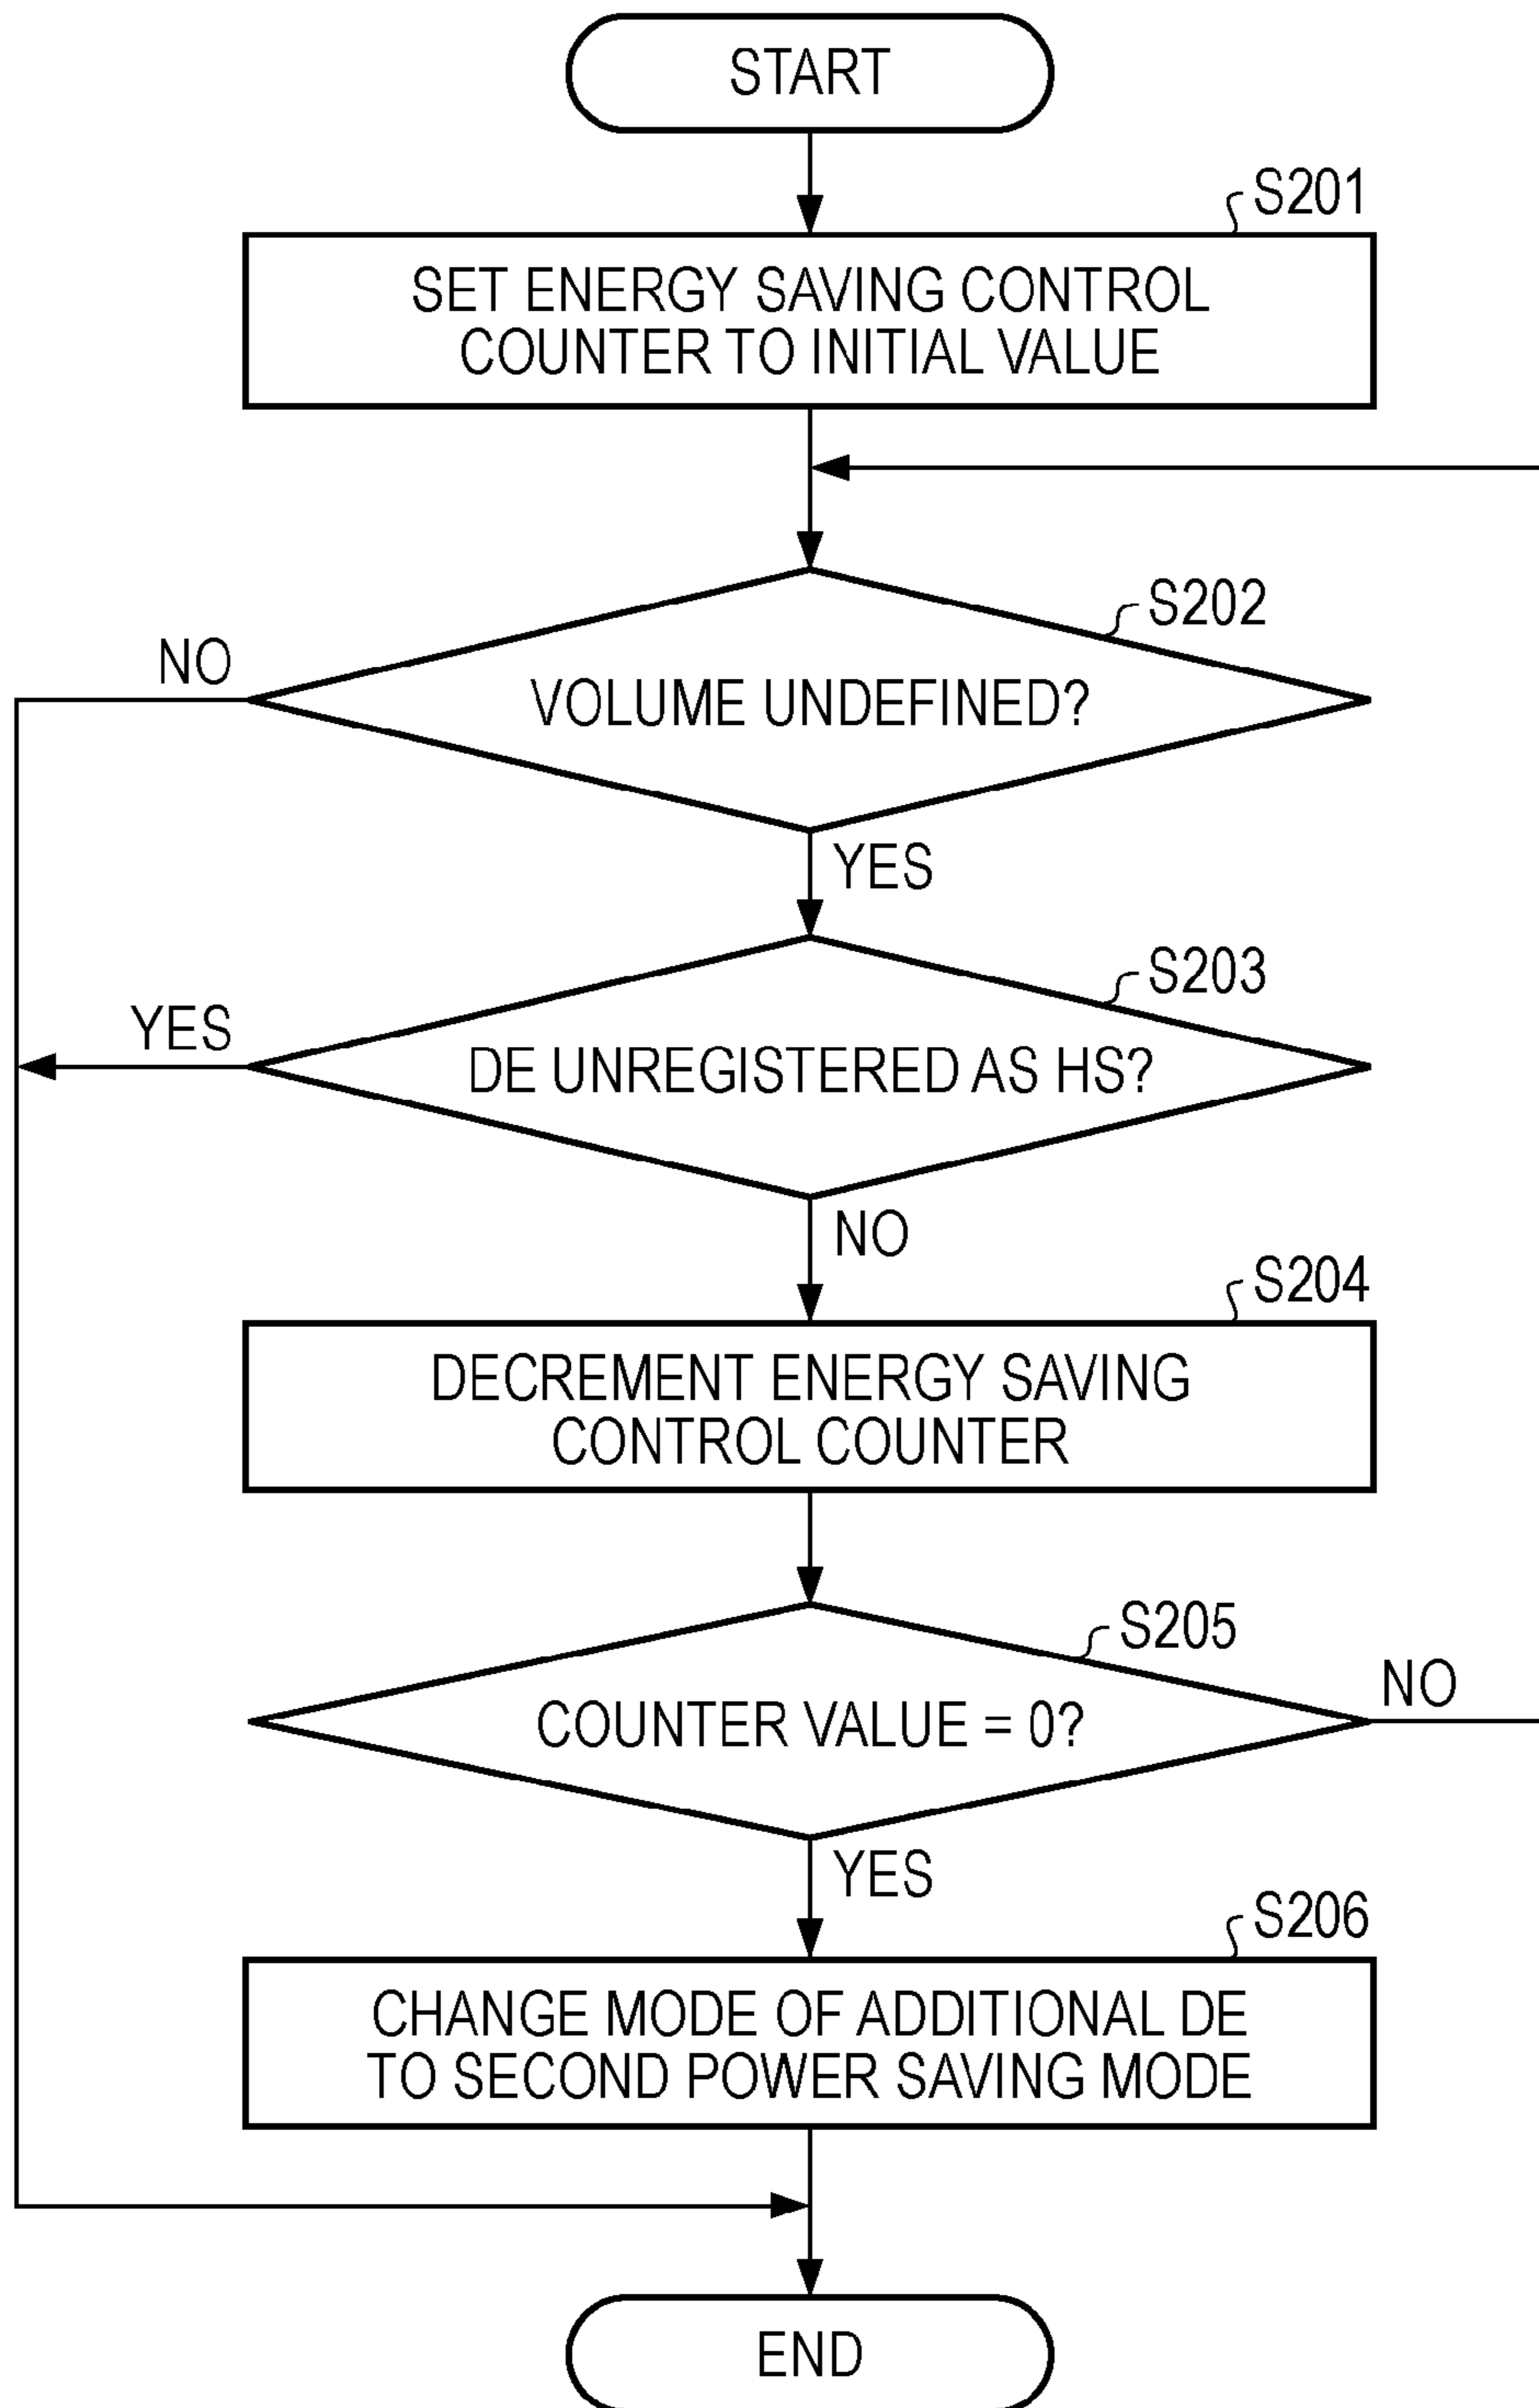 START
S201
SET ENERGY SAVING CONTROL
COUNTER TO INITIAL VALUE
S202
NO
VOLUME UNDEFINED?
YES
S203
YES
DE UNREGISTERED AS HS?
NO
S204
DECREMENT ENERGY SAVING
CONTROL COUNTER
S205
NO
COUNTER VALUE = 0?
YES
S206
CHANGE MODE OF ADDITIONAL DE
TO SECOND POWER SAVING MODE
END